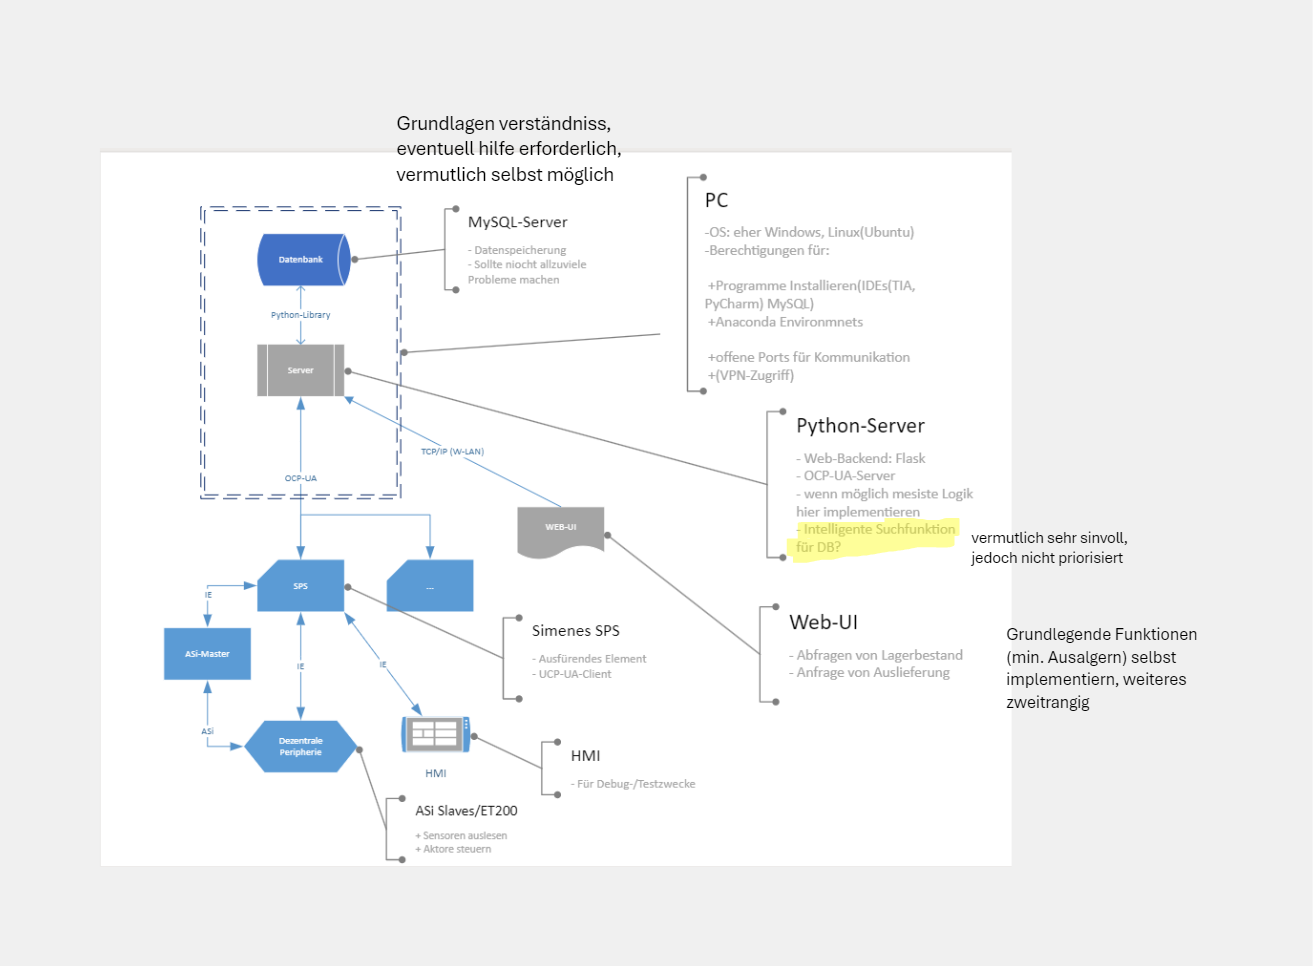 Grundlagen verständniss,
eventuell hilfe erforderlich,
vermutlich selbst möglich
MySQL-Server
- Datenspeicherung
- Sollte niocht allzuviele
Probleme machen
PC
-OS: eher Windows, Linux(Ubuntu)
-Berechtigungen für:
+Programme Installieren(IDEs(TIA,
PyCharm) MySQL)
+Anaconda Environmnets
+offene Ports für Kommunikation
+(VPN-Zugriff)
Datenbank
Python-Library
Server
OCP-UA
TCP/IP (W-LAN)
Python-Server
- Web-Backend: Flask
- OCP-UA-Server
- wenn möglich mesiste Logik
hier implementieren
- Intelligente Suchfunktion
für DB?
vermutlich sehr sinvoll,
jedoch nicht priorisiert
WEB-UI
SPS
...
IE
ASi-Master
IE
IE
ASi
Simenes SPS
- Ausfürendes Element
- UCP-UA-Client
Web-UI
- Abfragen von Lagerbestand
- Anfrage von Auslieferung
Grundlegende Funktionen
(min. Ausalgern) selbst
implementiern, weiteres
zweitrangig
Dezentrale
Peripherie
HMI
HMI
- Für Debug-/Testzwecke
ASi Slaves/ET200
+ Sensoren auslesen
+ Aktore steuern